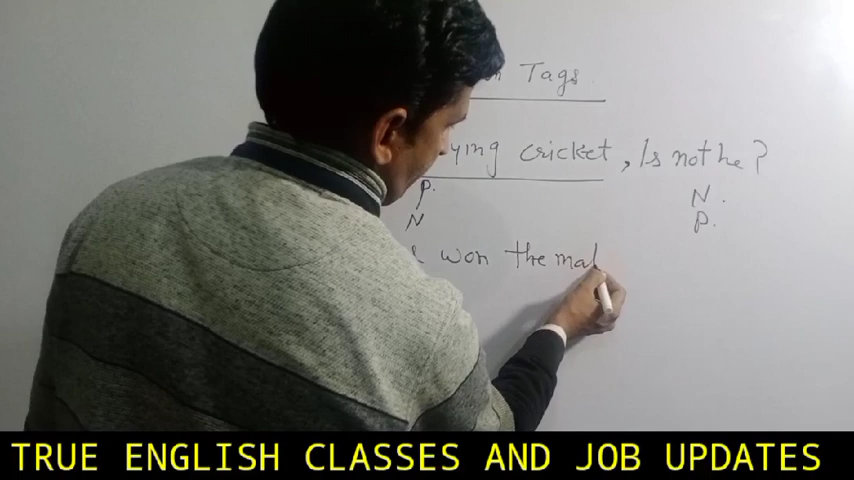 Tags
ying cricket, Is not he?
P. N.
N P.
won the mat
TRUE ENGLISH CLASSES AND JOB UPDATES